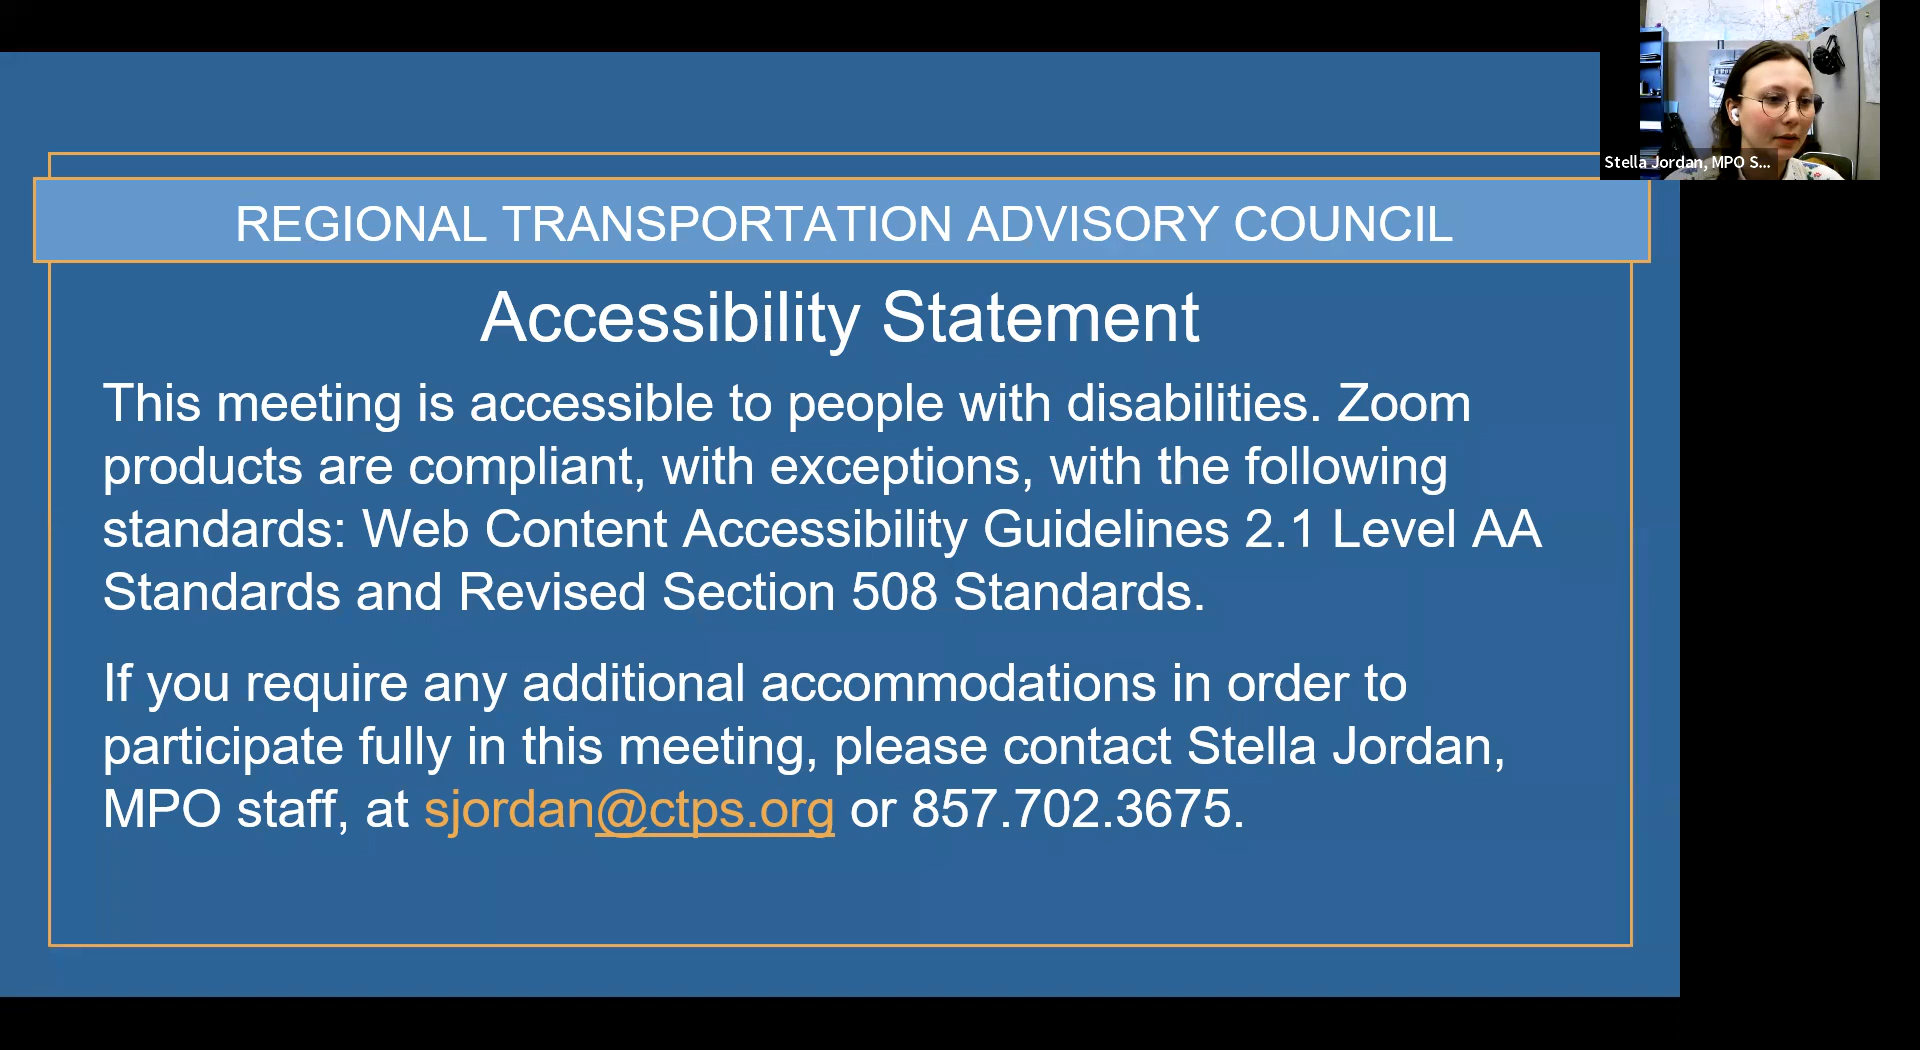 Stella Jordan, MPO S...
REGIONAL TRANSPORTATION ADVISORY COUNCIL
Accessibility Statement
This meeting is accessible to people with disabilities. Zoom
products are compliant, with exceptions, with the following
standards: Web Content Accessibility Guidelines 2.1 Level AA
Standards and Revised Section 508 Standards.
If you require any additional accommodations in order to
participate fully in this meeting, please contact Stella Jordan,
MPO staff, at sjordan@ctps.org or 857.702.3675.